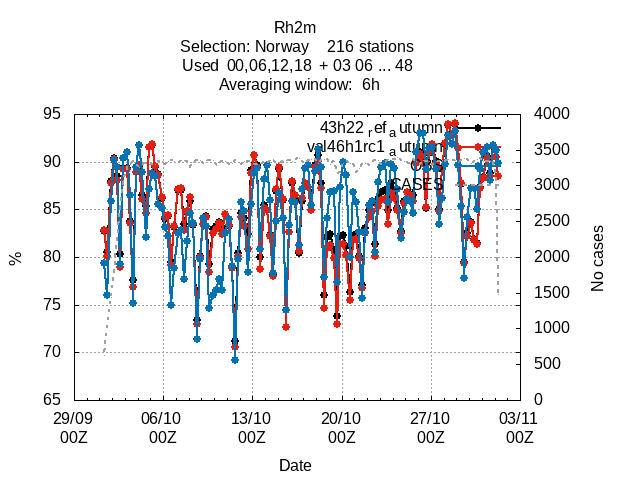 Rh2m
Selection: Norway 216 stations
Used 00,06,12,18 + 03 06 ... 48
Averaging window: 6h
95 4000
43h22_ref_autumn
val46h1rc1_autumn
3500
90
CASES
3000
85
2500
80
2000
%
No cases
1500
75
1000
70
500
65 0
29/09 06/10 13/10 20/10 27/10 03/11
00Z 00Z 00Z 00Z 00Z 00Z
Date